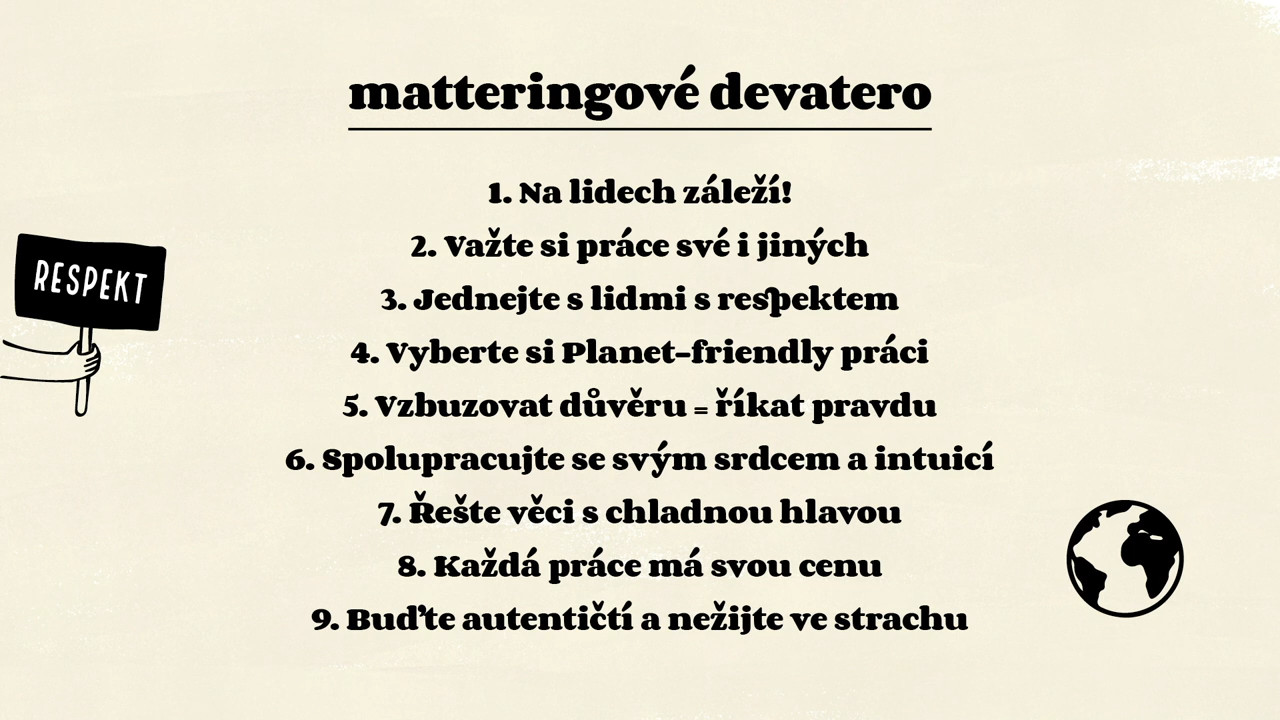 matteringové devatero
1. Na lidech záleží!
2. Važte si práce své i jiných
3. Jednejte s lidmi s respektem
4. Vyberte si Planet-friendly práci
5. Vzbuzovat důvěru = říkat pravdu
6. Spolupracujte se svým srdcem a intuicí
7. Řešte věci s chladnou hlavou
8. Každá práce má svou cenu
9. Buďte autentičtí a nežijte ve strachu
RESPEKT